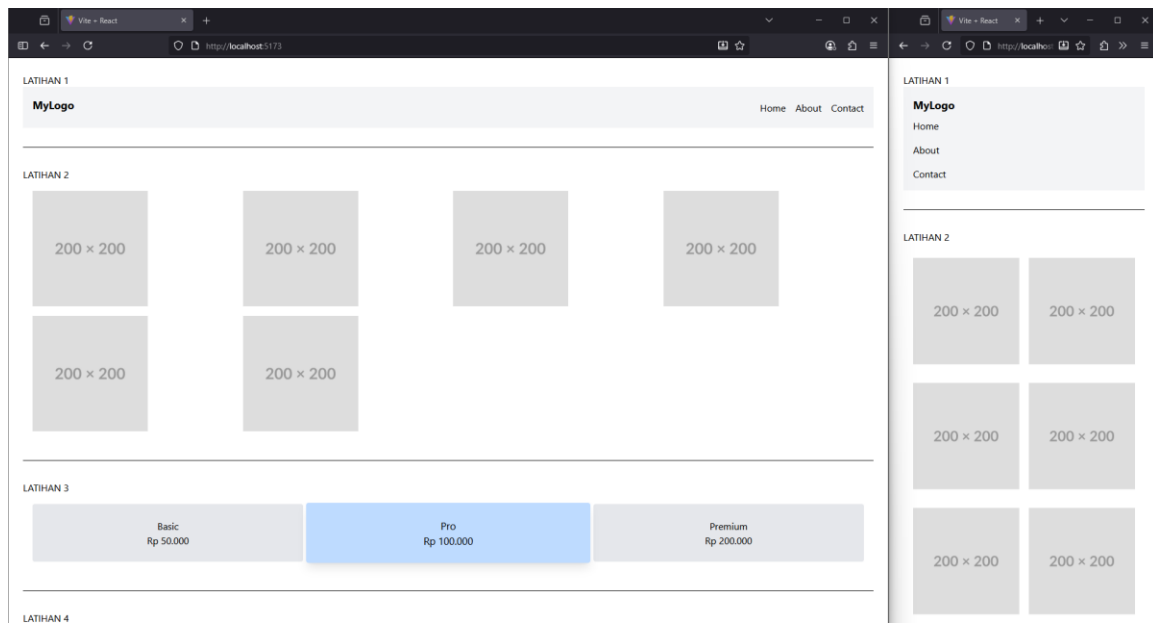 Vite + React
http://localhost:5173
LATIHAN 1
MyLogo
Home About Contact
LATIHAN 2
200 × 200 200 × 200 200 × 200 200 × 200
200 × 200 200 × 200
LATIHAN 3
Basic
Rp 50.000
Pro
Rp 100.000
Premium
Rp 200.000
LATIHAN 4
Vite + React
http://localhos
LATIHAN 1
MyLogo
Home
About
Contact
LATIHAN 2
200 × 200 200 × 200
200 × 200 200 × 200
200 × 200 200 × 200